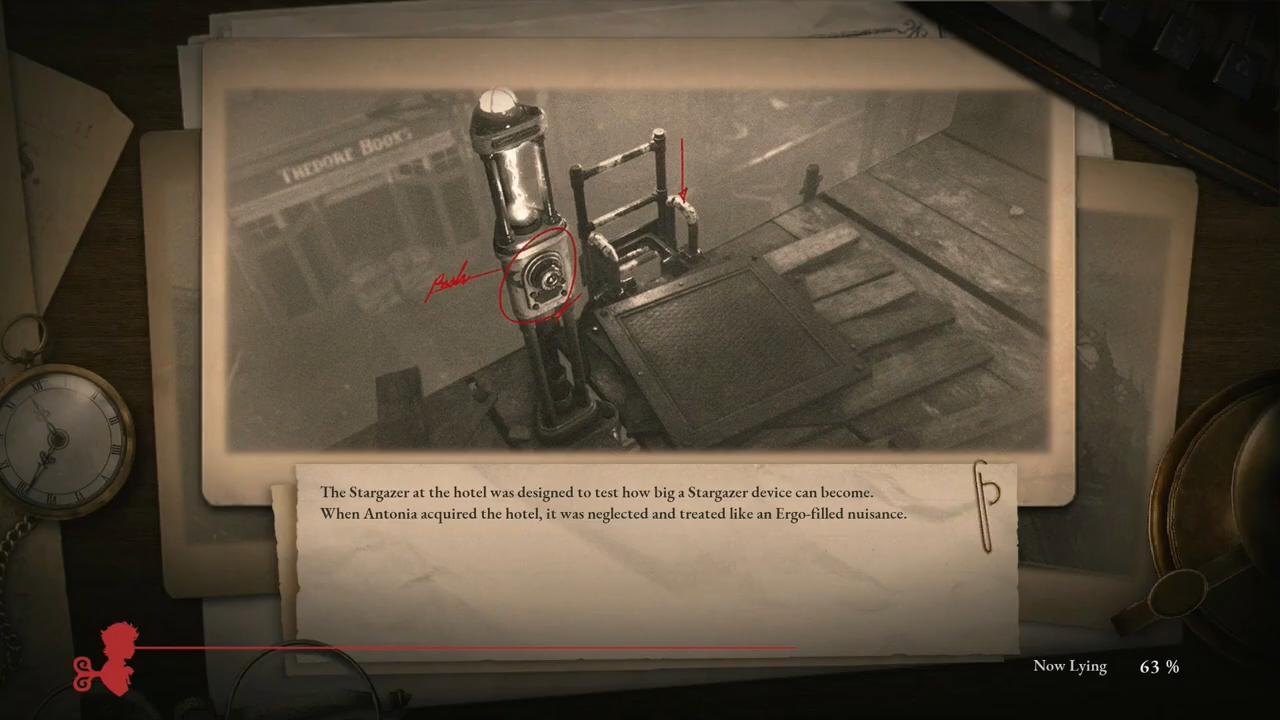 THEBORE BOOKS
The Stargazer at the hotel was designed to test how big a Stargazer device can become.
When Antonia acquired the hotel, it was neglected and treated like an Ergo-filled nuisance.
Now Lying 63 %